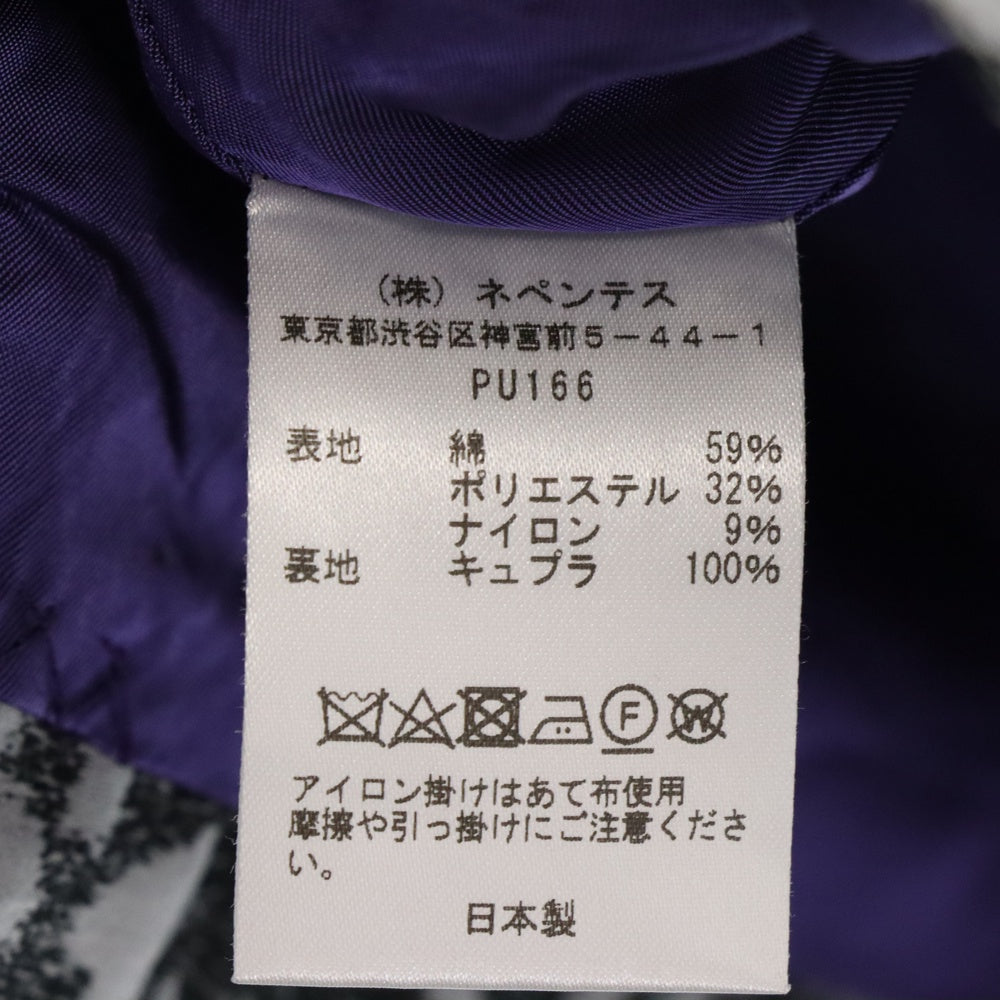 （株）ネペンテス
東京都渋谷区神宮前5－44－1
PU166
表地 綿 59%
ポリエステル 32%
ナイロン 9%
裏地 キュプラ 100%
F W
アイロン掛けはあて布使用
摩擦や引っ掛けにご注意くださ
い。
日本製